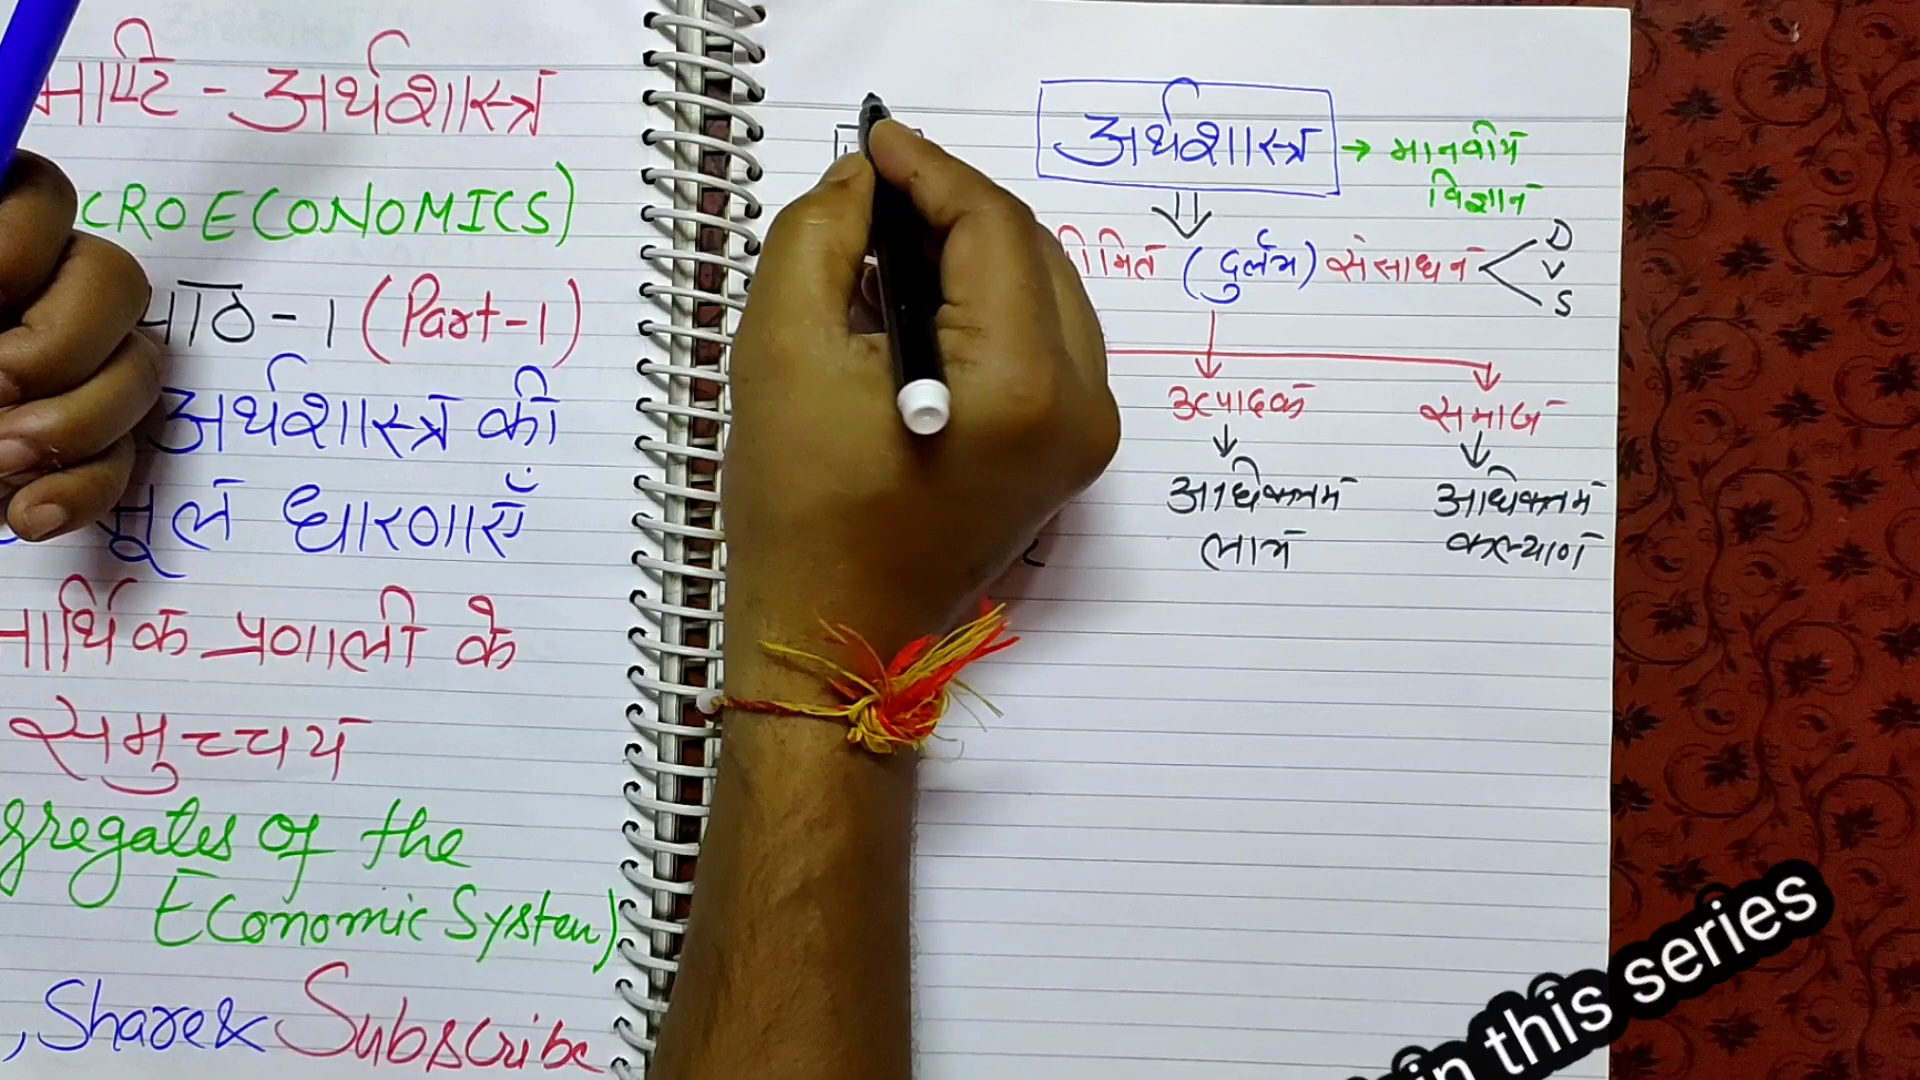 माष्टि - अर्थशास्त्र
CROECONOMICS)
पाठ - 1 (Part-1)
अर्थशास्त्र की
मूल धारणाएँ
आर्थिक प्रणाली के
समुच्चय
gregates of the
Economic System)
, Share & Subscribe
अर्थशास्त्र → मानवीय
विज्ञान
(दुर्लभ) संसाधन
D
V
S
उत्पादक
समाज
अधिकतम
लाभ
अधिकतम
कल्याण
in this series